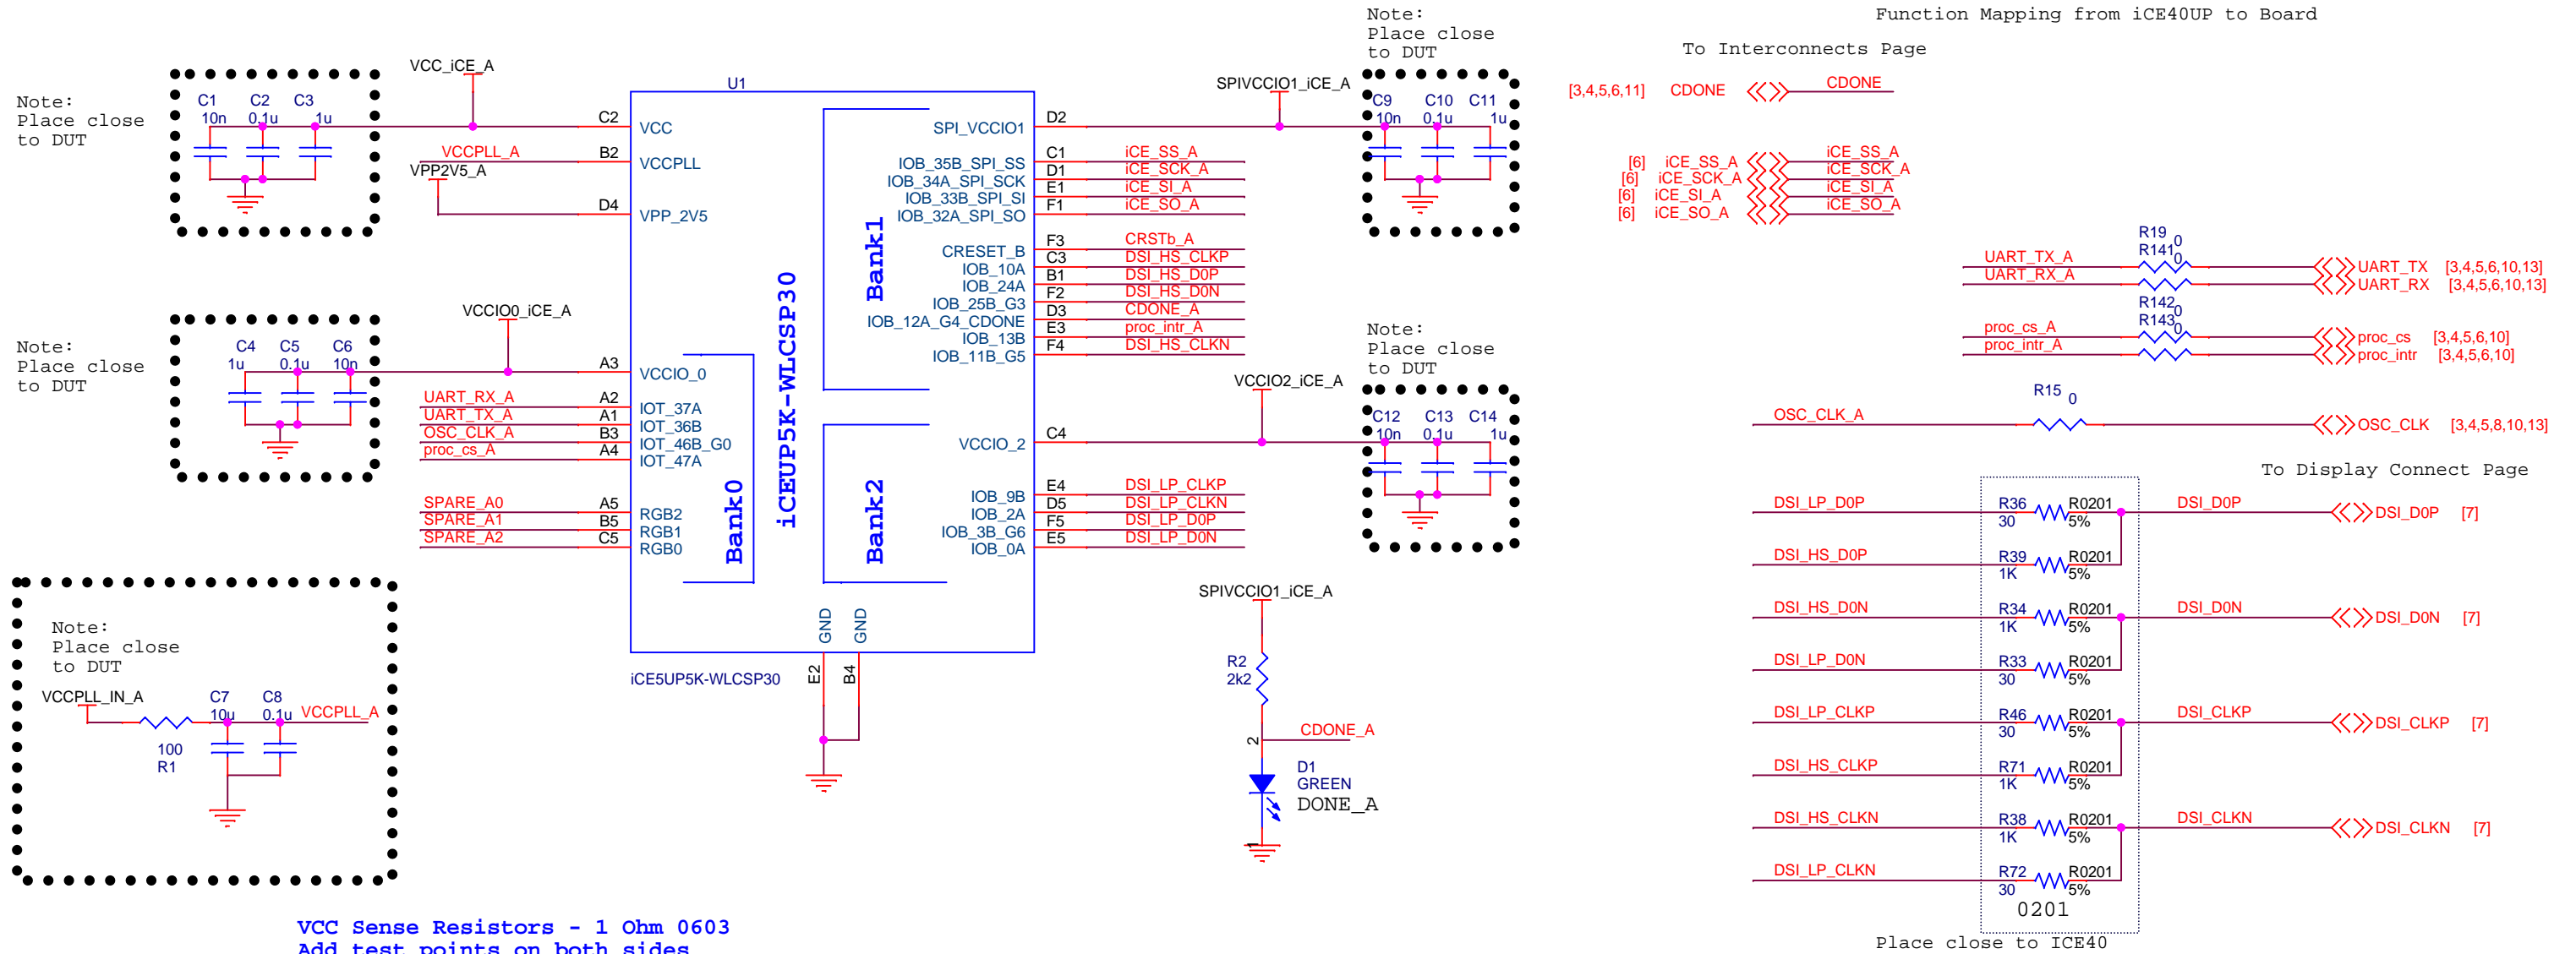 Function Mapping from iCE40UP to Board
Note:
Place close
to DUT
C1
10n
C2
0.1u
C3
1u
VCC_iCE_A
VCCPLL_A
VPP2V5_A
Note:
Place close
to DUT
C4
1u
C5
0.1u
C6
10n
VCCIO0_iCE_A
UART_RX_A
UART_TX_A
OSC_CLK_A
proc_cs_A
SPARE_A0
SPARE_A1
SPARE_A2
Note:
Place close
to DUT
VCCPLL_IN_A
100
R1
C7
10u
C8
0.1u
VCCPLL_A
VCC Sense Resistors - 1 Ohm 0603
Add test points on both sides
U1
C2 VCC
B2 VCCPLL
D4 VPP_2V5
A3 VCCIO_0
A2 IOT_37A
A1 IOT_36B
B3 IOT_46B_G0
A4 IOT_47A
A5 RGB2
B5 RGB1
C5 RGB0
Bank0
iCEUP5K-WLCSP30
Bank1
Bank2
SPI_VCCIO1 D2
IOB_35B_SPI_SS C1 iCE_SS_A
IOB_34A_SPI_SCK D1 iCE_SCK_A
IOB_33B_SPI_SI E1 iCE_SI_A
IOB_32A_SPI_SO F1 iCE_SO_A
CRESET_B F3 CRSTb_A
IOB_10A C3 DSI_HS_CLKP
IOB_24A B1 DSI_HS_D0P
IOB_25B_G3 F2 DSI_HS_D0N
IOB_12A_G4_CDONE D3 CDONE_A
IOB_13B E3 proc_intr_A
IOB_11B_G5 F4 DSI_HS_CLKN
VCCIO_2 C4
IOB_9B E4 DSI_LP_CLKP
IOB_2A D5 DSI_LP_CLKN
IOB_3B_G6 F5 DSI_LP_D0P
IOB_0A E5 DSI_LP_D0N
GND E2
GND B4
iCE5UP5K-WLCSP30
SPIVCCIO1_iCE_A
Note:
Place close
to DUT
C9
10n
C10
0.1u
C11
1u
VCCIO2_iCE_A
Note:
Place close
to DUT
C12
10n
C13
0.1u
C14
1u
SPIVCCIO1_iCE_A
R2
2k2
2
CDONE_A
D1
GREEN
DONE_A
1
To Interconnects Page
[3,4,5,6,11] CDONE CDONE
[6] iCE_SS_A iCE_SS_A
[6] iCE_SCK_A iCE_SCK_A
[6] iCE_SI_A iCE_SI_A
[6] iCE_SO_A iCE_SO_A
R19 0
UART_TX_A R141 0 UART_TX [3,4,5,6,10,13]
UART_RX_A UART_RX [3,4,5,6,10,13]
R142 0
proc_cs_A R143 0 proc_cs [3,4,5,6,10]
proc_intr_A proc_intr [3,4,5,6,10]
R15 0
OSC_CLK_A OSC_CLK [3,4,5,8,10,13]
To Display Connect Page
DSI_LP_D0P R36 R0201 DSI_D0P DSI_D0P [7]
30 5%
DSI_HS_D0P R39 R0201
1K 5%
DSI_HS_D0N R34 R0201 DSI_D0N DSI_D0N [7]
1K 5%
DSI_LP_D0N R33 R0201
30 5%
DSI_LP_CLKP R46 R0201 DSI_CLKP DSI_CLKP [7]
30 5%
DSI_HS_CLKP R71 R0201
1K 5%
DSI_HS_CLKN R38 R0201 DSI_CLKN DSI_CLKN [7]
1K 5%
DSI_LP_CLKN R72 R0201
30 5%
0201
Place close to ICE40